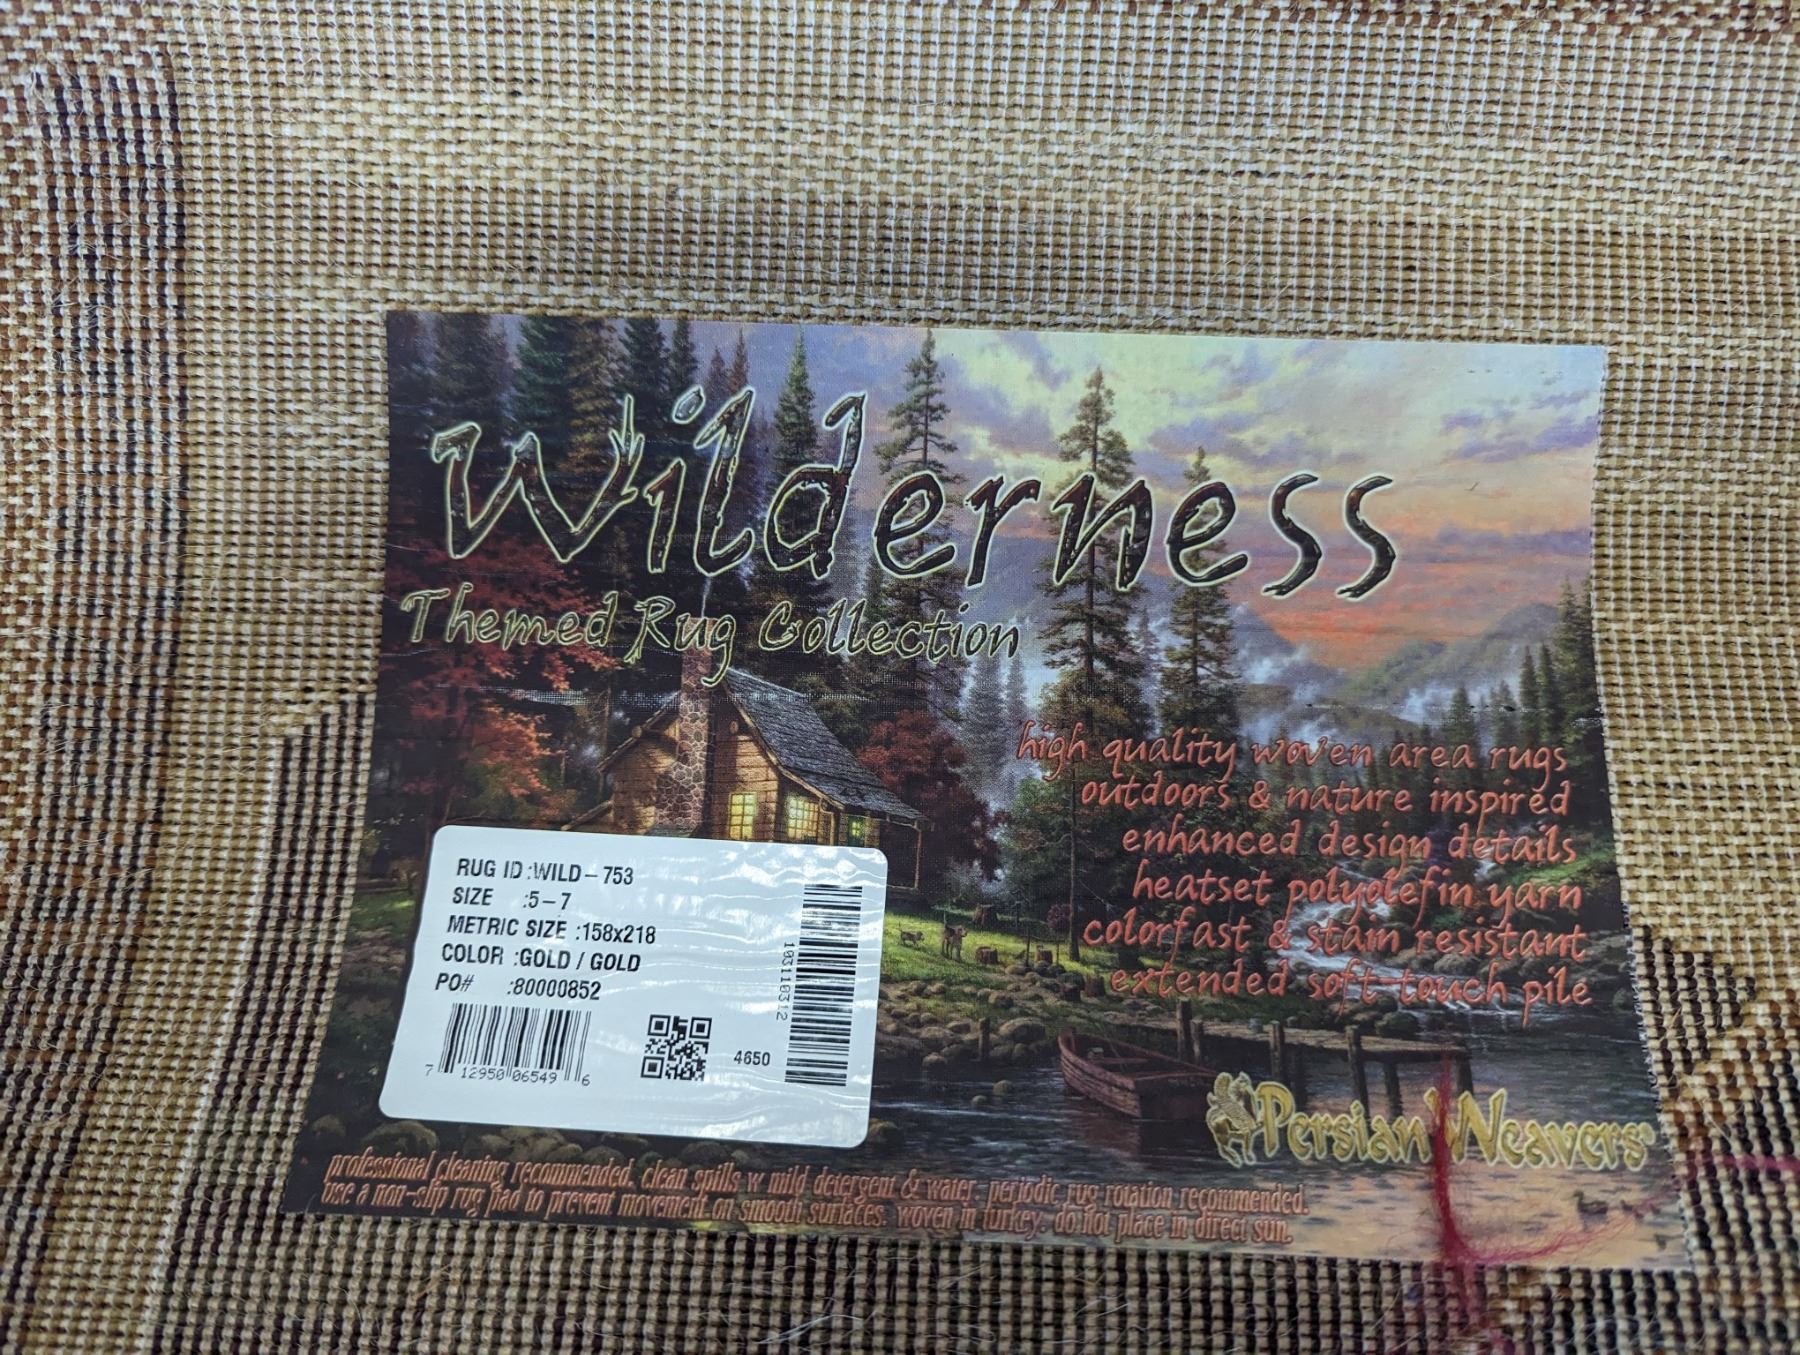 Wilderness
Themed Rug Collection
high quality woven area rugs
outdoors & nature inspired
enhanced design details
heatset polyolefin yarn
colorfast & stain resistant
extended soft-touch pile
RUG ID :WILD-753
SIZE :5-7
METRIC SIZE :158x218
COLOR :GOLD / GOLD
PO# :80000852
7 12950 06549 6
4650
103110312
Persian Weavers®
professional cleaning recommended. clean spills w mild detergent & water. periodic rug rotation recommended.
use a non-slip rug pad to prevent movement on smooth surfaces. woven in turkey. do not place in direct sun.